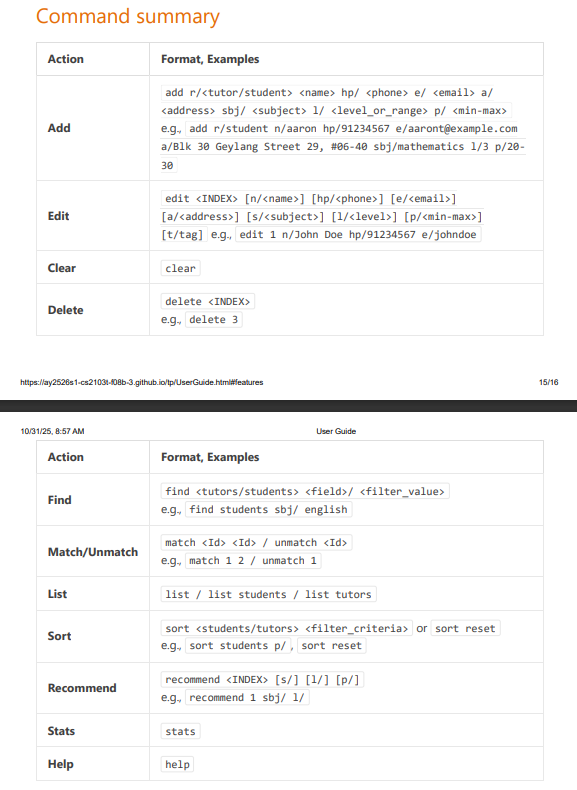 Command summary
Action Format, Examples
Add
add r/<tutor/student> <name> hp/ <phone> e/ <email> a/
<address> sbj/ <subject> l/ <level_or_range> p/ <min-max>
e.g., add r/student n/aaron hp/91234567 e/aaront@example.com
a/Blk 30 Geylang Street 29, #06-40 sbj/mathematics l/3 p/20-
30
Edit
edit <INDEX> [n/<name>] [hp/<phone>] [e/<email>]
[a/<address>] [s/<subject>] [l/<level>] [p/<min-max>]
[t/tag] e.g., edit 1 n/John Doe hp/91234567 e/johndoe
Clear clear
Delete
delete <INDEX>
e.g., delete 3
https://ay2526s1-cs2103t-f08b-3.github.io/tp/UserGuide.html#features 15/16
10/31/25, 8:57 AM User Guide
Action Format, Examples
Find
find <tutors/students> <field>/ <filter_value>
e.g., find students sbj/ english
Match/Unmatch
match <Id> <Id> / unmatch <Id>
e.g., match 1 2 / unmatch 1
List list / list students / list tutors
Sort
sort <students/tutors> <filter_criteria> or sort reset
e.g., sort students p/ , sort reset
Recommend
recommend <INDEX> [s/] [l/] [p/]
e.g., recommend 1 sbj/ l/
Stats stats
Help help